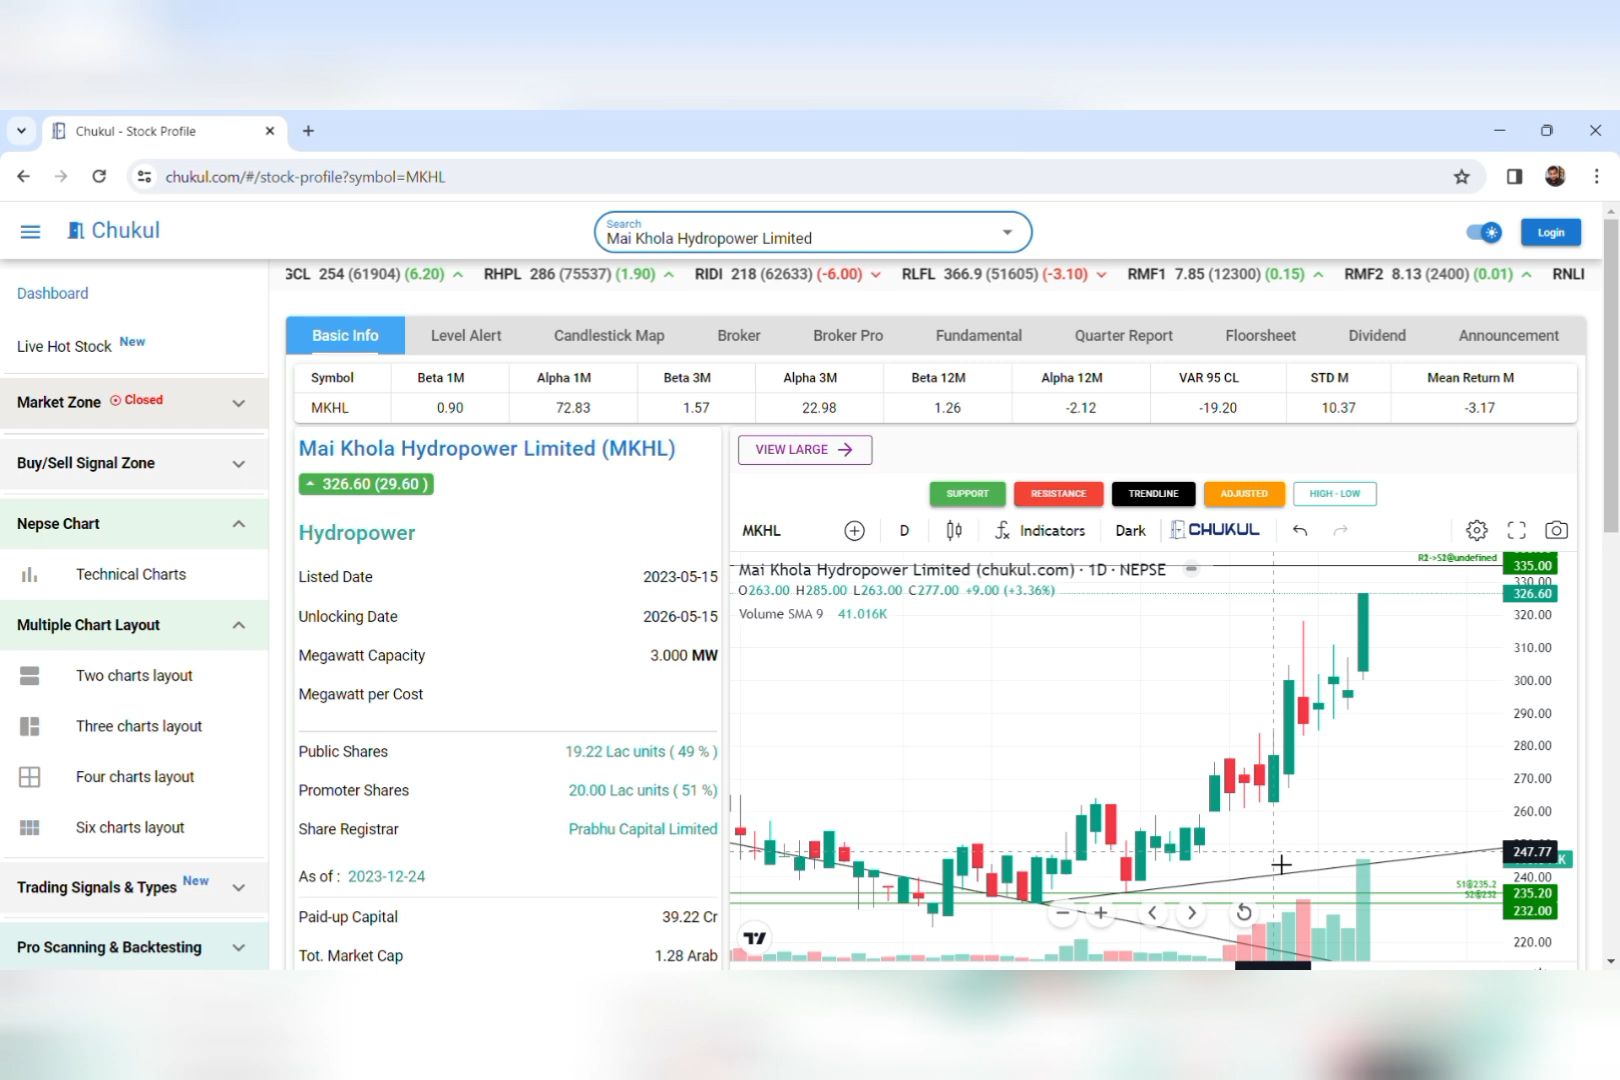 Chukul - Stock Profile
chukul.com/#/stock-profile?symbol=MKHL
Chukul
Search
Mai Khola Hydropower Limited
Login
GCL 254 (61904) (6.20) RHPL 286 (75537) (1.90) RIDI 218 (62633) (-6.00) RLFL 366.9 (51605) (-3.10) RMF1 7.85 (12300) (0.15) RMF2 8.13 (2400) (0.01) RNLI
Dashboard
Live Hot Stock New
Market Zone Closed
Buy/Sell Signal Zone
Nepse Chart
Technical Charts
Multiple Chart Layout
Two charts layout
Three charts layout
Four charts layout
Six charts layout
Trading Signals & Types New
Pro Scanning & Backtesting
Basic Info Level Alert Candlestick Map Broker Broker Pro Fundamental Quarter Report Floorsheet Dividend Announcement
Symbol Beta 1M Alpha 1M Beta 3M Alpha 3M Beta 12M Alpha 12M VAR 95 CL STD M Mean Return M
MKHL 0.90 72.83 1.57 22.98 1.26 -2.12 -19.20 10.37 -3.17
Mai Khola Hydropower Limited (MKHL)
326.60 (29.60 )
Hydropower
Listed Date 2023-05-15
Unlocking Date 2026-05-15
Megawatt Capacity 3.000 MW
Megawatt per Cost
Public Shares 19.22 Lac units ( 49 % )
Promoter Shares 20.00 Lac units ( 51 %)
Share Registrar Prabhu Capital Limited
As of : 2023-12-24
Paid-up Capital 39.22 Cr
Tot. Market Cap 1.28 Arab
VIEW LARGE
SUPPORT RESISTANCE TRENDLINE ADJUSTED HIGH - LOW
MKHL D Indicators Dark CHUKUL
R2->S2@undefined
Mai Khola Hydropower Limited (chukul.com) · 1D · NEPSE
O263.00 H285.00 L263.00 C277.00 +9.00 (+3.36%)
Volume SMA 9 41.016K
335.00
330.00
326.60
320.00
310.00
300.00
290.00
280.00
270.00
260.00
247.77
K
240.00
S1@235.2
235.20
S2@232
232.00
220.00